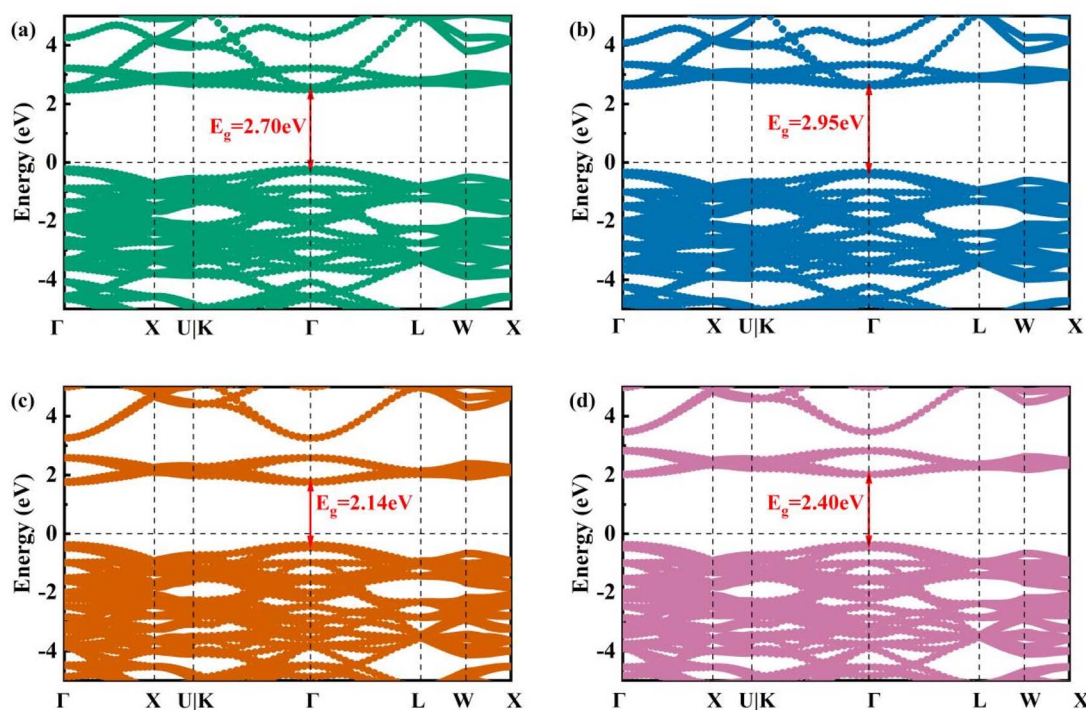 (a)
Energy (eV)
4
2
0
-2
-4
E_g=2.70eV
Γ X U|K Γ L W X
(b)
Energy (eV)
4
2
0
-2
-4
E_g=2.95eV
Γ X U|K Γ L W X
(c)
Energy (eV)
4
2
0
-2
-4
E_g=2.14eV
Γ X U|K Γ L W X
(d)
Energy (eV)
4
2
0
-2
-4
E_g=2.40eV
Γ X U|K Γ L W X